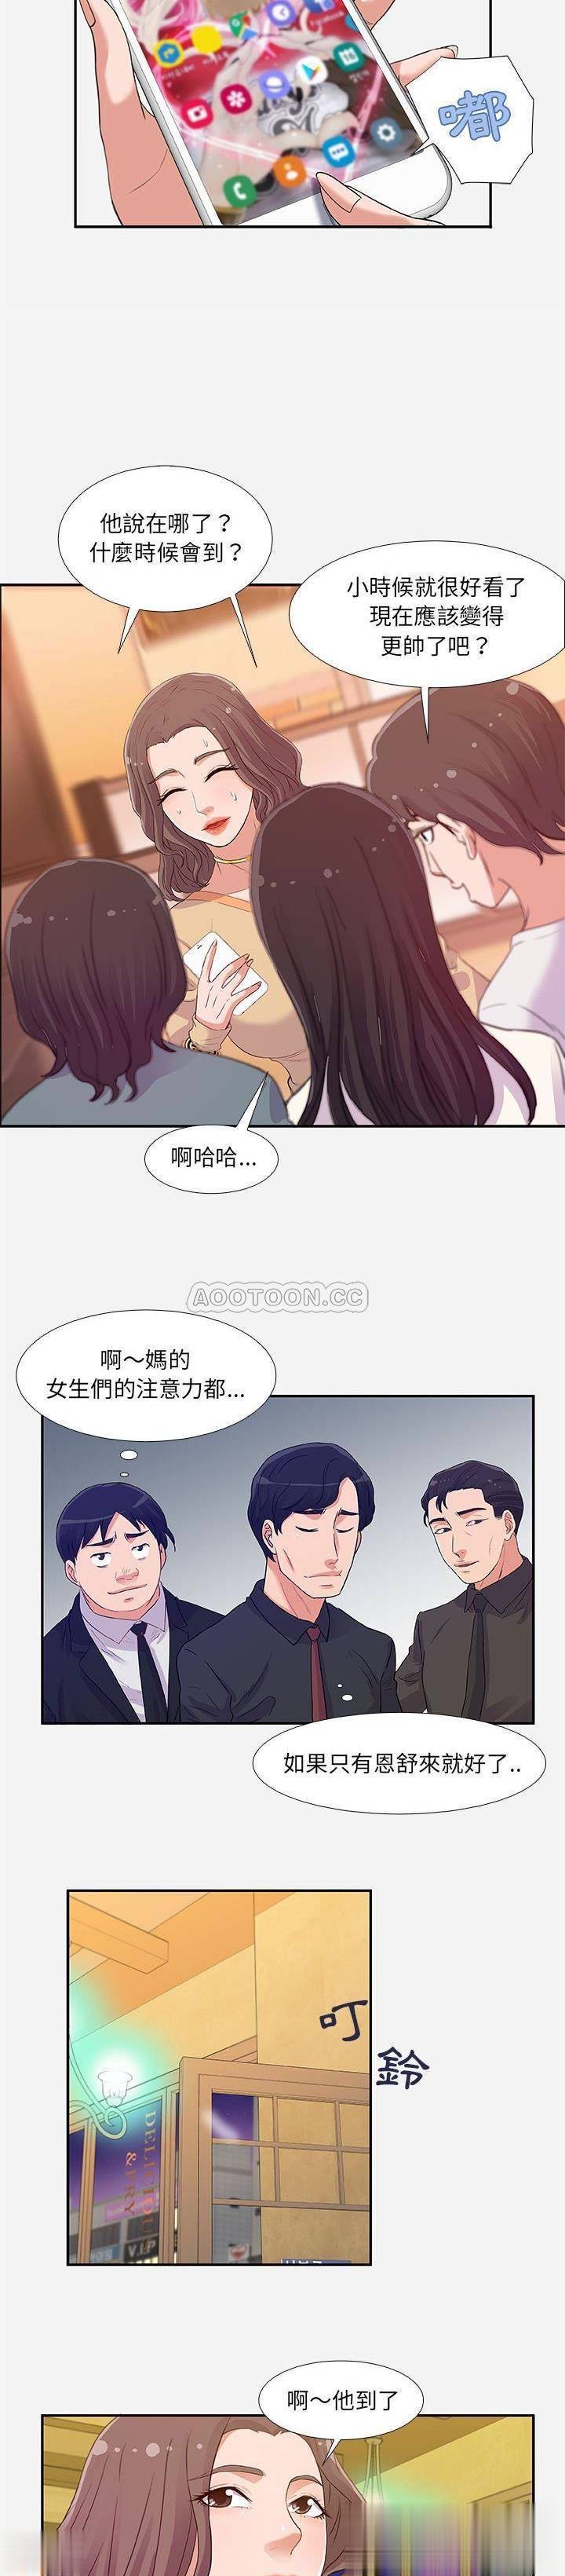 嘟
他說在哪了？
什麼時候會到？
小時候就很好看了
現在應該變得
更帥了吧？
啊哈哈...
AOOTOON.CC
啊～媽的
女生們的注意力都...
如果只有恩舒來就好了..
叮
鈴
DELICIOUS
& FRY
V.I.P
啊～他到了